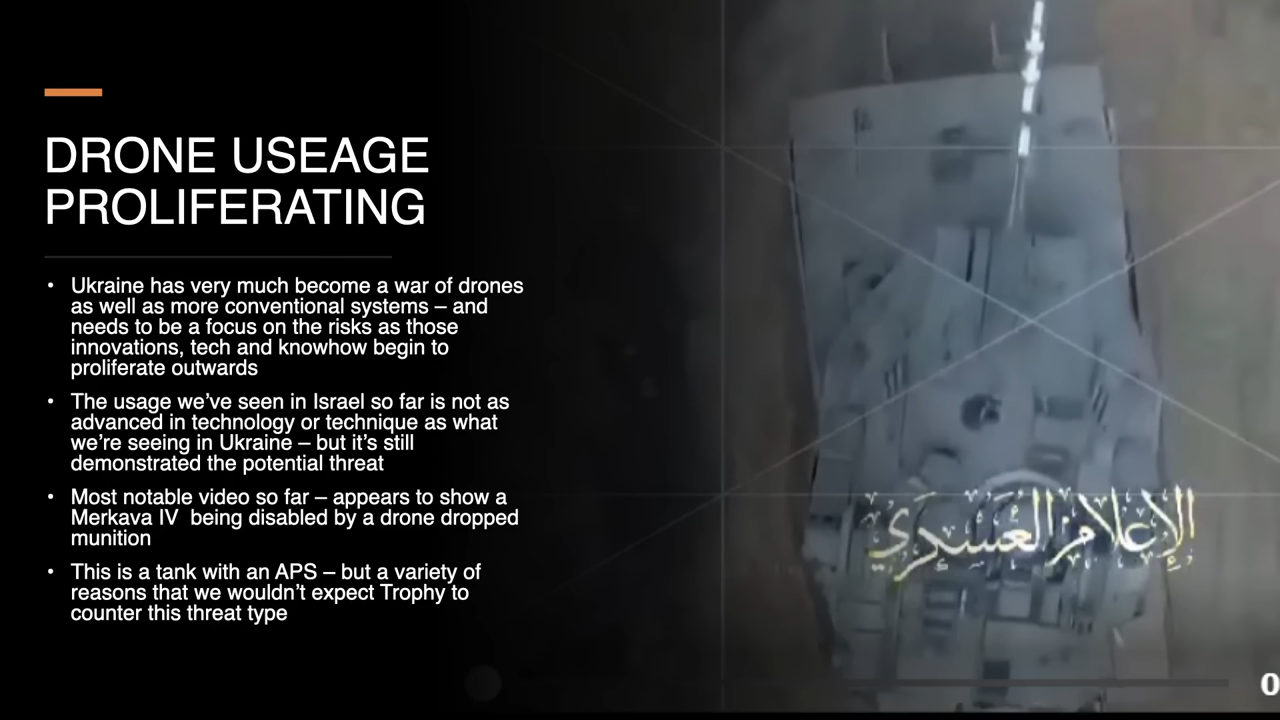 DRONE USEAGE
PROLIFERATING
• Ukraine has very much become a war of drones
as well as more conventional systems – and
needs to be a focus on the risks as those
innovations, tech and knowhow begin to
proliferate outwards
• The usage we’ve seen in Israel so far is not as
advanced in technology or technique as what
we’re seeing in Ukraine – but it’s still
demonstrated the potential threat
• Most notable video so far – appears to show a
Merkava IV being disabled by a drone dropped
munition
• This is a tank with an APS – but a variety of
reasons that we wouldn’t expect Trophy to
counter this threat type
الإعلام العسكري
0